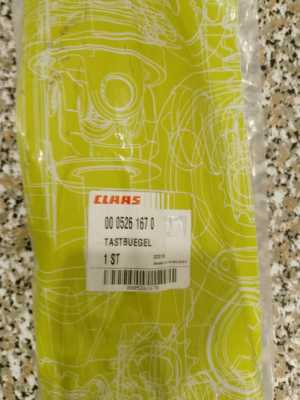 CLAAS
00 0526 167 0
TASTBUEGEL
1 ST